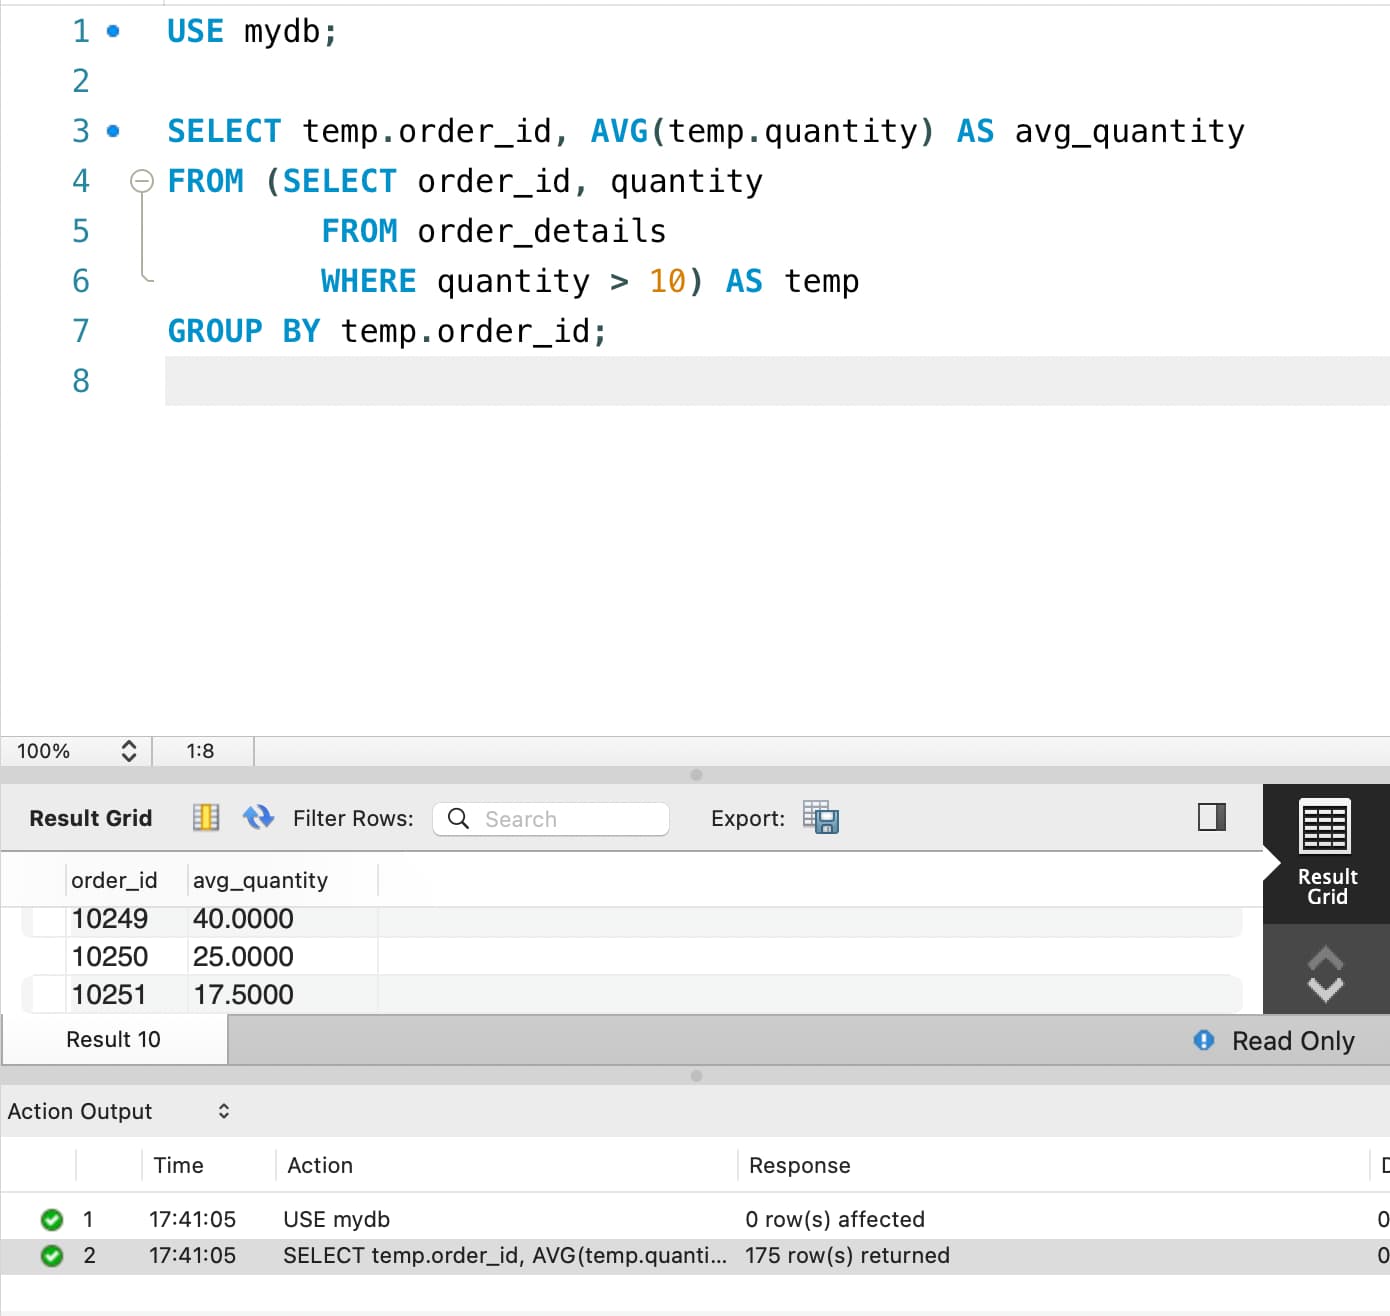 1 USE mydb;
2
3 SELECT temp.order_id, AVG(temp.quantity) AS avg_quantity
4 FROM (SELECT order_id, quantity
5 FROM order_details
6 WHERE quantity > 10) AS temp
7 GROUP BY temp.order_id;
8
100% 1:8
Result Grid Filter Rows: Search Export:
Result
Grid
order_id avg_quantity
10249 40.0000
10250 25.0000
10251 17.5000
Result 10 Read Only
Action Output
Time Action Response
1 17:41:05 USE mydb 0 row(s) affected 0
2 17:41:05 SELECT temp.order_id, AVG(temp.quanti... 175 row(s) returned 0